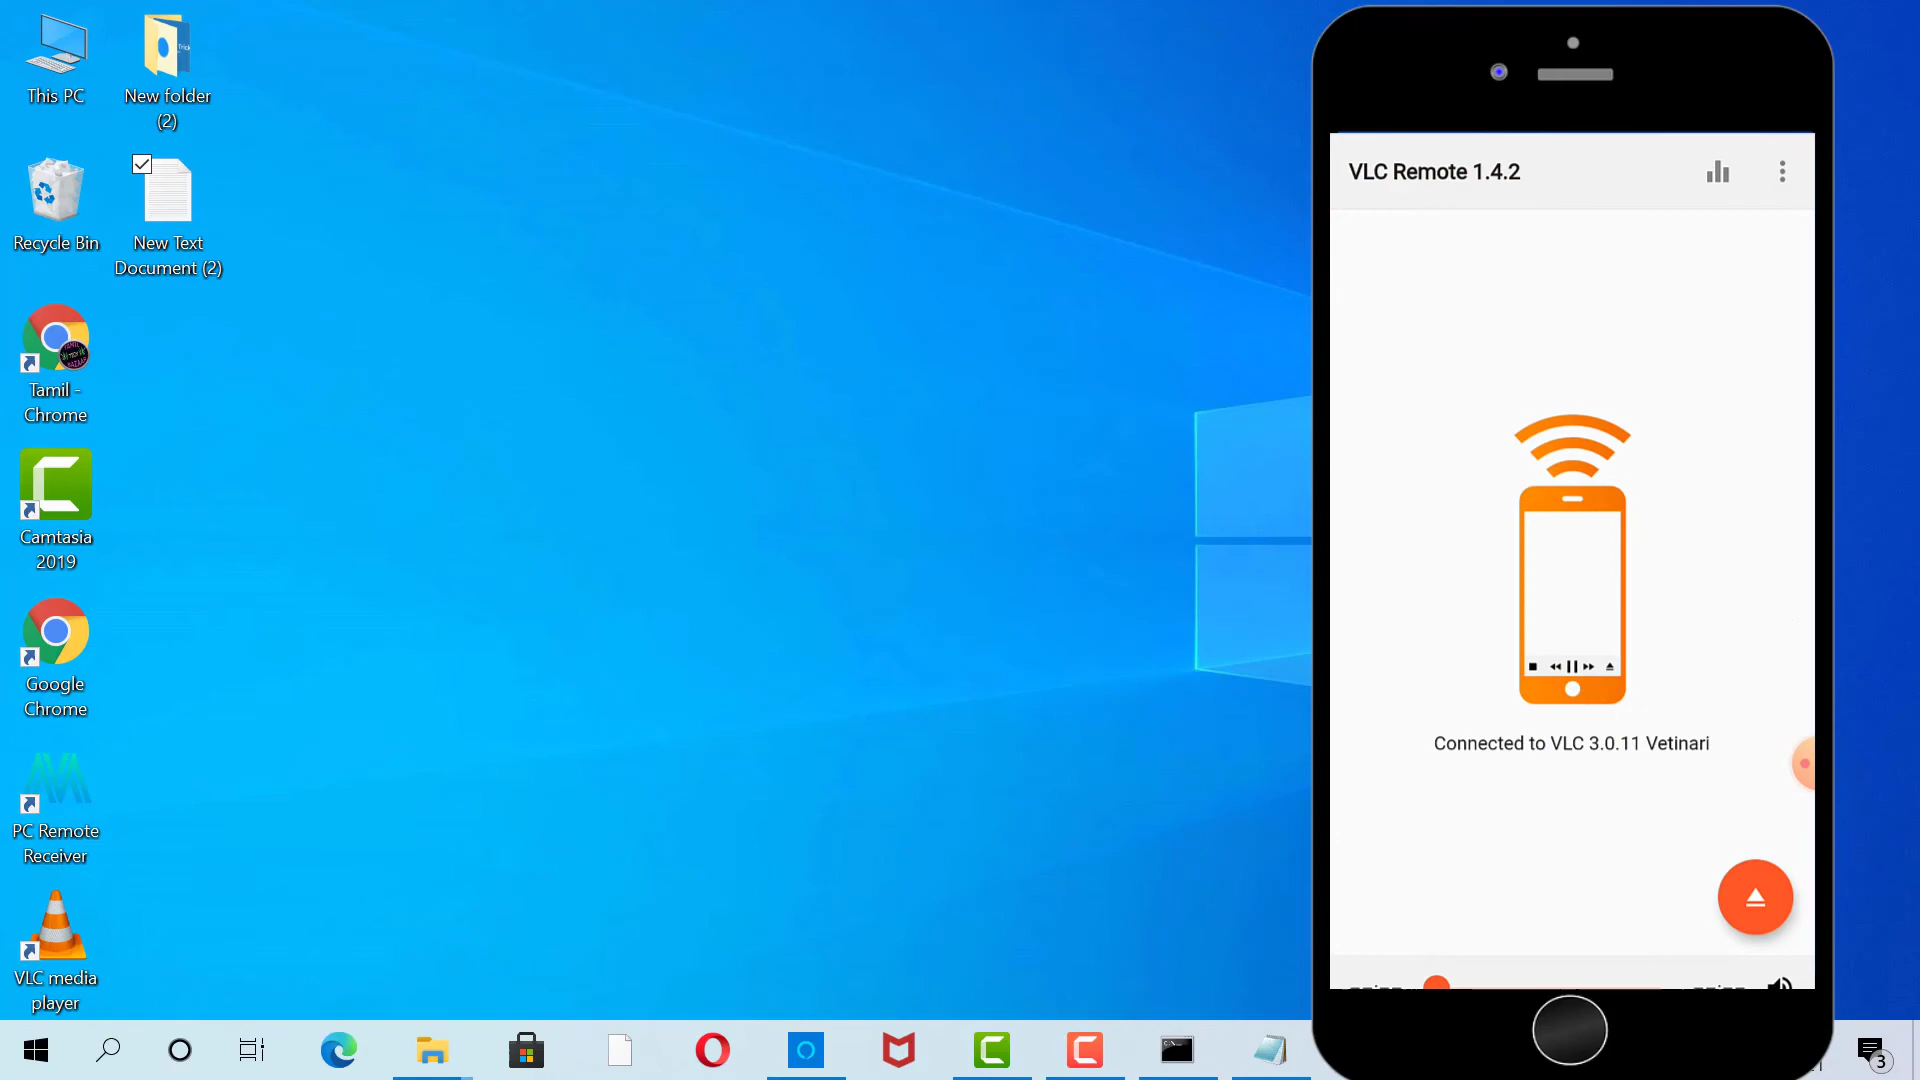 This PC
New folder
(2)
Recycle Bin
New Text
Document (2)
Tamil -
Chrome
Camtasia
2019
Google
Chrome
PC Remote
Receiver
VLC media
player
VLC Remote 1.4.2
Connected to VLC 3.0.11 Vetinari
3